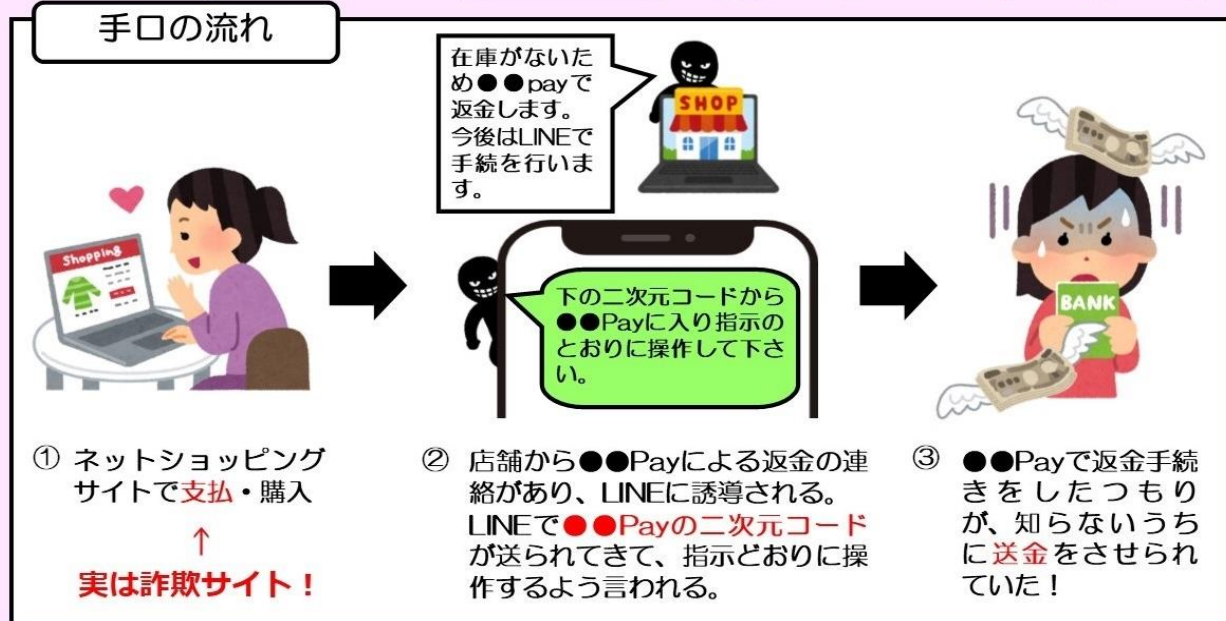 手口の流れ
在庫がないた
め●●payで
返金します。
今後はLINEで
手続を行いま
す。
SHOP
Shopping
下の二次元コードから
●●Payに入り指示の
とおりに操作して下さ
い。
BANK
① ネットショッピング
サイトで支払・購入
↑
実は詐欺サイト！
② 店舗から●●Payによる返金の連
絡があり、LINEに誘導される。
LINEで●●Payの二次元コード
が送られてきて、指示どおりに操
作するよう言われる。
③ ●●Payで返金手続
きをしたつもり
が、知らないうち
に送金をさせられ
ていた！